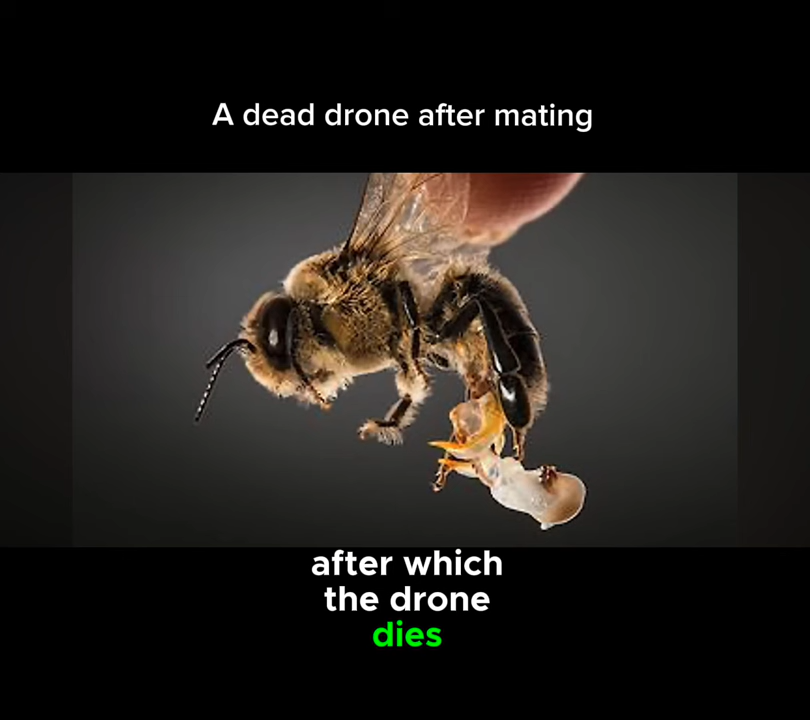 A dead drone after mating
after which
the drone
dies